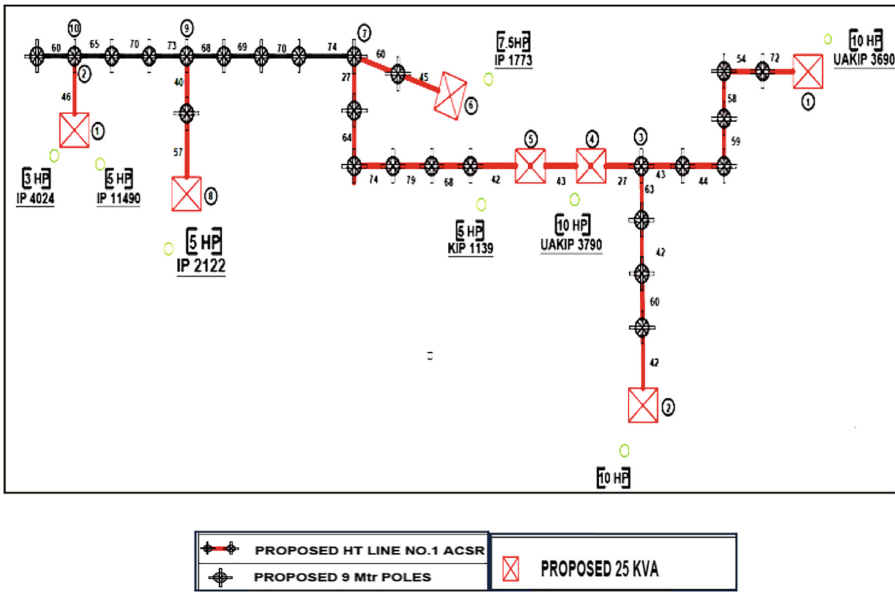 10
9
7
60
65
70
73
68
69
70
74
60
45
6
[7.5HP]
IP 1773
[10 HP]
UAKIP 3690
54
72
1
2
46
1
40
57
8
27
64
58
59
[3 HP]
IP 4024
[5 HP]
IP 11490
[5 HP]
IP 2122
5
4
3
74
79
68
42
43
27
43
44
63
[5 HP]
KIP 1139
[10 HP]
UAKIP 3790
42
60
42
2
[10 HP]
PROPOSED HT LINE NO.1 ACSR
PROPOSED 9 Mtr POLES
PROPOSED 25 KVA